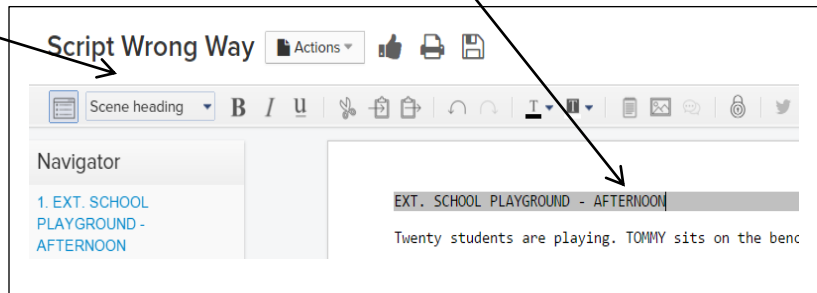 Script Wrong Way Actions
Scene heading B I U T T
Navigator
1. EXT. SCHOOL
PLAYGROUND -
AFTERNOON
EXT. SCHOOL PLAYGROUND - AFTERNOON
Twenty students are playing. TOMMY sits on the benc